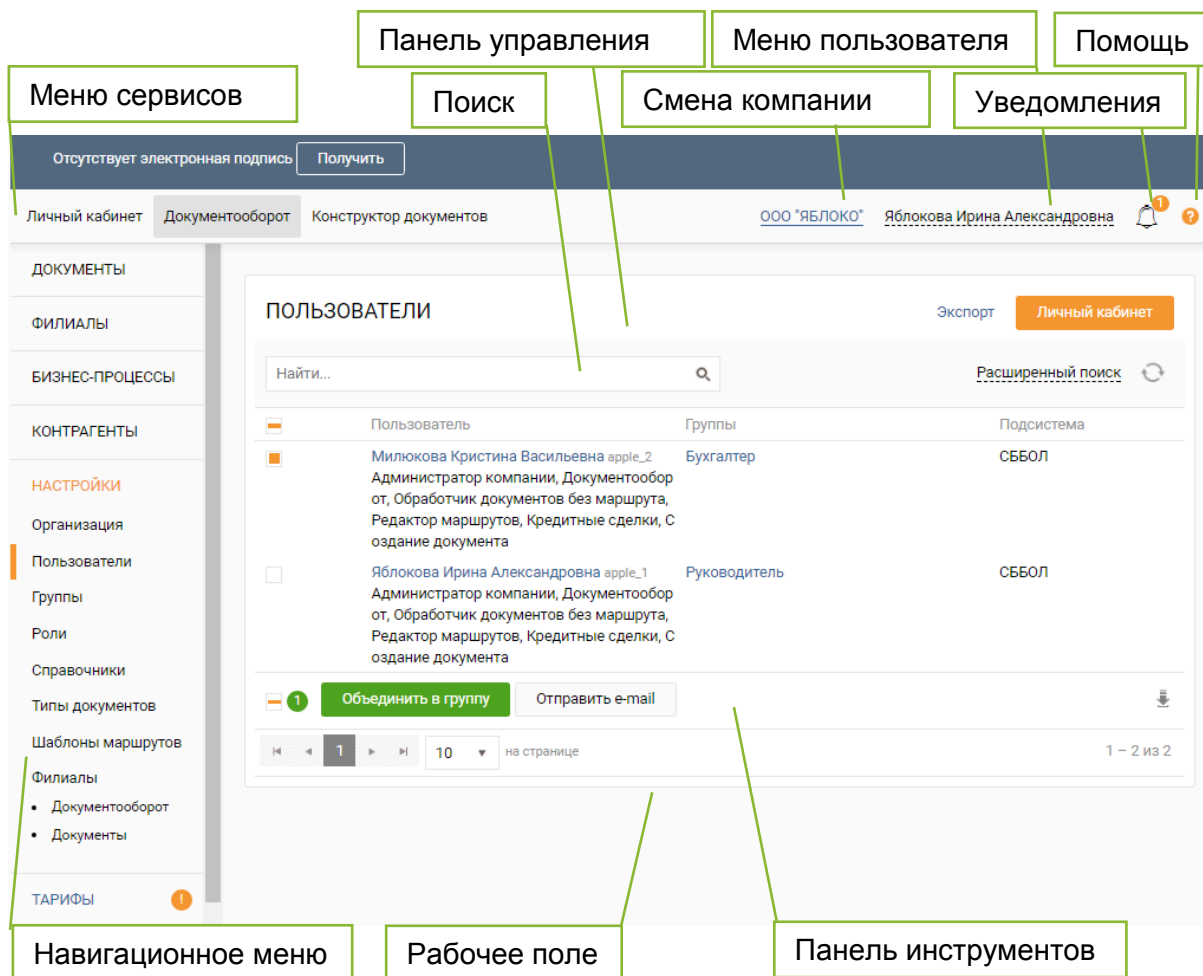 Панель управления
Меню пользователя
Помощь
Меню сервисов
Поиск
Смена компании
Уведомления
Отсутствует электронная подпись Получить
Личный кабинет Документооборот Конструктор документов ООО "ЯБЛОКО" Яблокова Ирина Александровна 1 ?
ДОКУМЕНТЫ
ФИЛИАЛЫ
БИЗНЕС-ПРОЦЕССЫ
КОНТРАГЕНТЫ
НАСТРОЙКИ
Организация
Пользователи
Группы
Роли
Справочники
Типы документов
Шаблоны маршрутов
Филиалы
• Документооборот
• Документы
ТАРИФЫ !
ПОЛЬЗОВАТЕЛИ Экспорт Личный кабинет
Найти... Расширенный поиск
Пользователь Группы Подсистема
Милюкова Кристина Васильевна apple_2 Бухгалтер СББОЛ
Администратор компании, Документообор
от, Обработчик документов без маршрута,
Редактор маршрутов, Кредитные сделки, С
оздание документа
Яблокова Ирина Александровна apple_1 Руководитель СББОЛ
Администратор компании, Документообор
от, Обработчик документов без маршрута,
Редактор маршрутов, Кредитные сделки, С
оздание документа
1 Объединить в группу Отправить e-mail
1 10 на странице 1 – 2 из 2
Навигационное меню
Рабочее поле
Панель инструментов